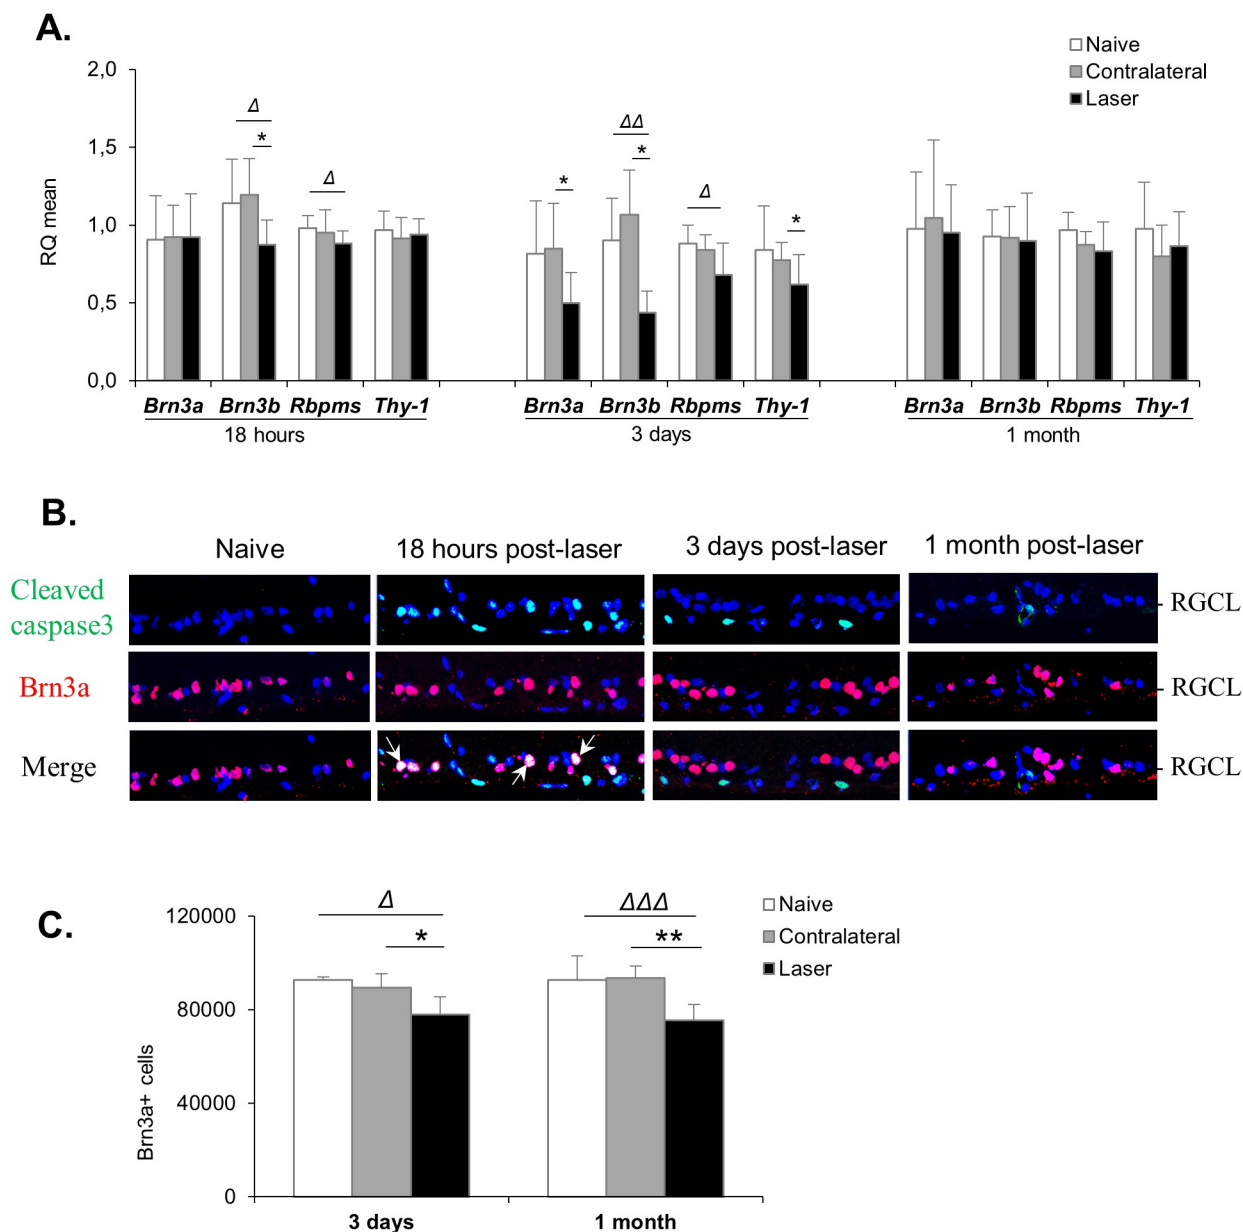 A.
Naive
Contralateral
Laser
2,0
1,5
1,0
0,5
0,0
RQ mean
Δ
*
Δ
*
ΔΔ
*
Δ
*
Brn3a Brn3b Rbpms Thy-1
18 hours
Brn3a Brn3b Rbpms Thy-1
3 days
Brn3a Brn3b Rbpms Thy-1
1 month
B.
Naive 18 hours post-laser 3 days post-laser 1 month post-laser
Cleaved
caspase3
RGCL
Brn3a
RGCL
Merge
RGCL
C.
Naive
Contralateral
Laser
120000
80000
40000
0
Brn3a+ cells
Δ
*
ΔΔΔ
**
3 days 1 month